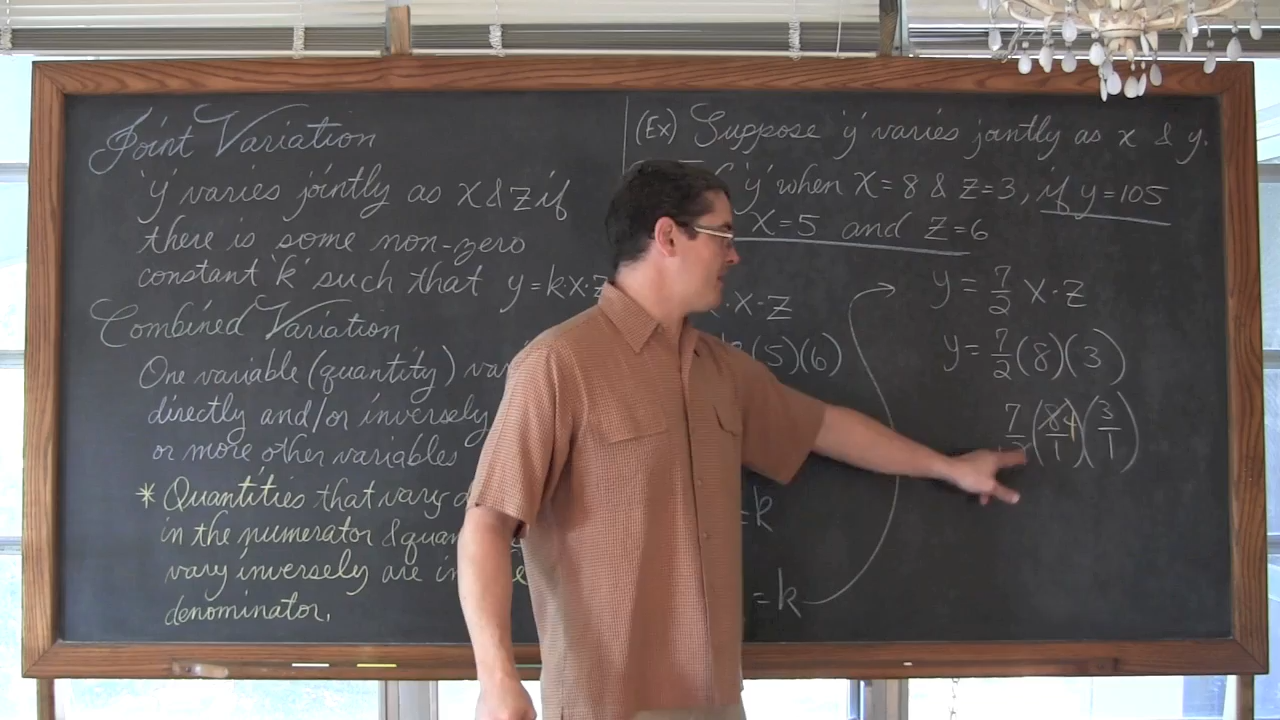 Joint Variation
'y' varies jointly as x & z if
there is some non-zero
constant 'k' such that y=k·x·z
Combined Variation
One variable (quantity)
directly and/or inversely
or more other variables
* Quantities that vary
in the numerator &
vary inversely are in
denominator.
(Ex) Suppose 'y' varies jointly as x & y.
'y' when x=8 & z=3, if y=105
x=5 and z=6
·x·z
(5)(6)
=k
=k
y=7/2 x·z
y=7/2(8)(3)
7/2(8 4/1)(3/1)